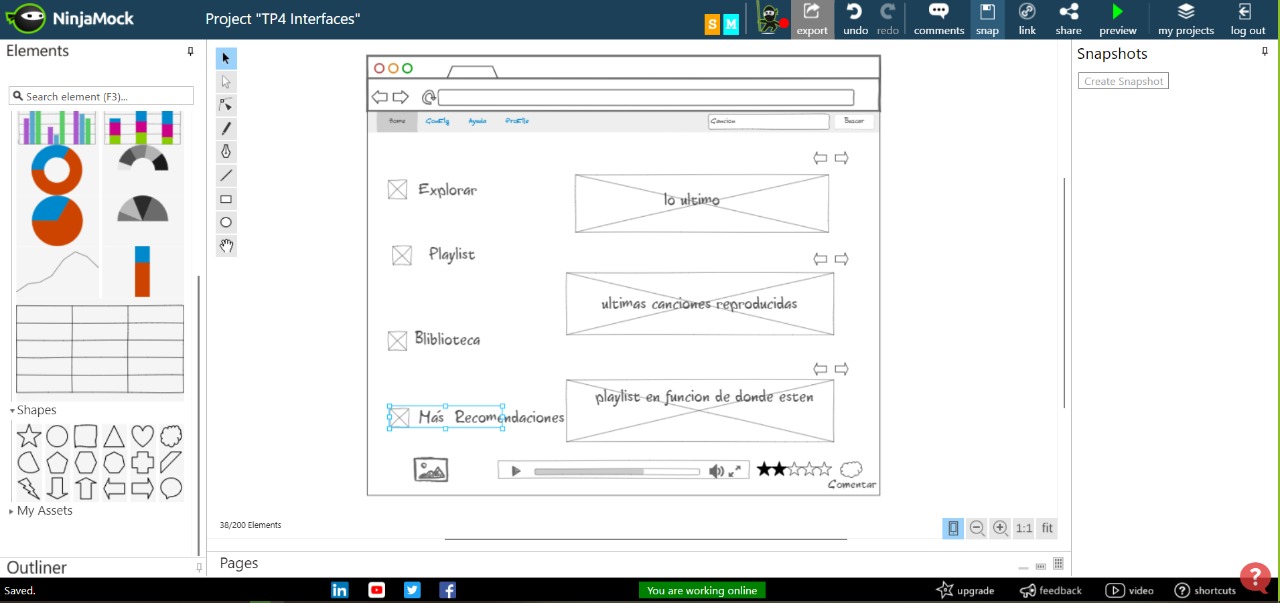 NinjaMock
Project "TP4 Interfaces"
S M
export
undo
redo
comments
snap
link
share
preview
my projects
log out
Elements
Search element (F3)...
Shapes
My Assets
Outliner
Home
Config
Ayuda
Profile
Cancion
Buscar
Explorar
lo ultimo
Playlist
ultimas canciones reproducidas
Bliblioteca
playlist en funcion de donde esten
Más Recomendaciones
Comentar
38/200 Elements
1:1
fit
Pages
Snapshots
Create Snapshot
Saved.
in
f
You are working online
upgrade
feedback
video
? shortcuts
?